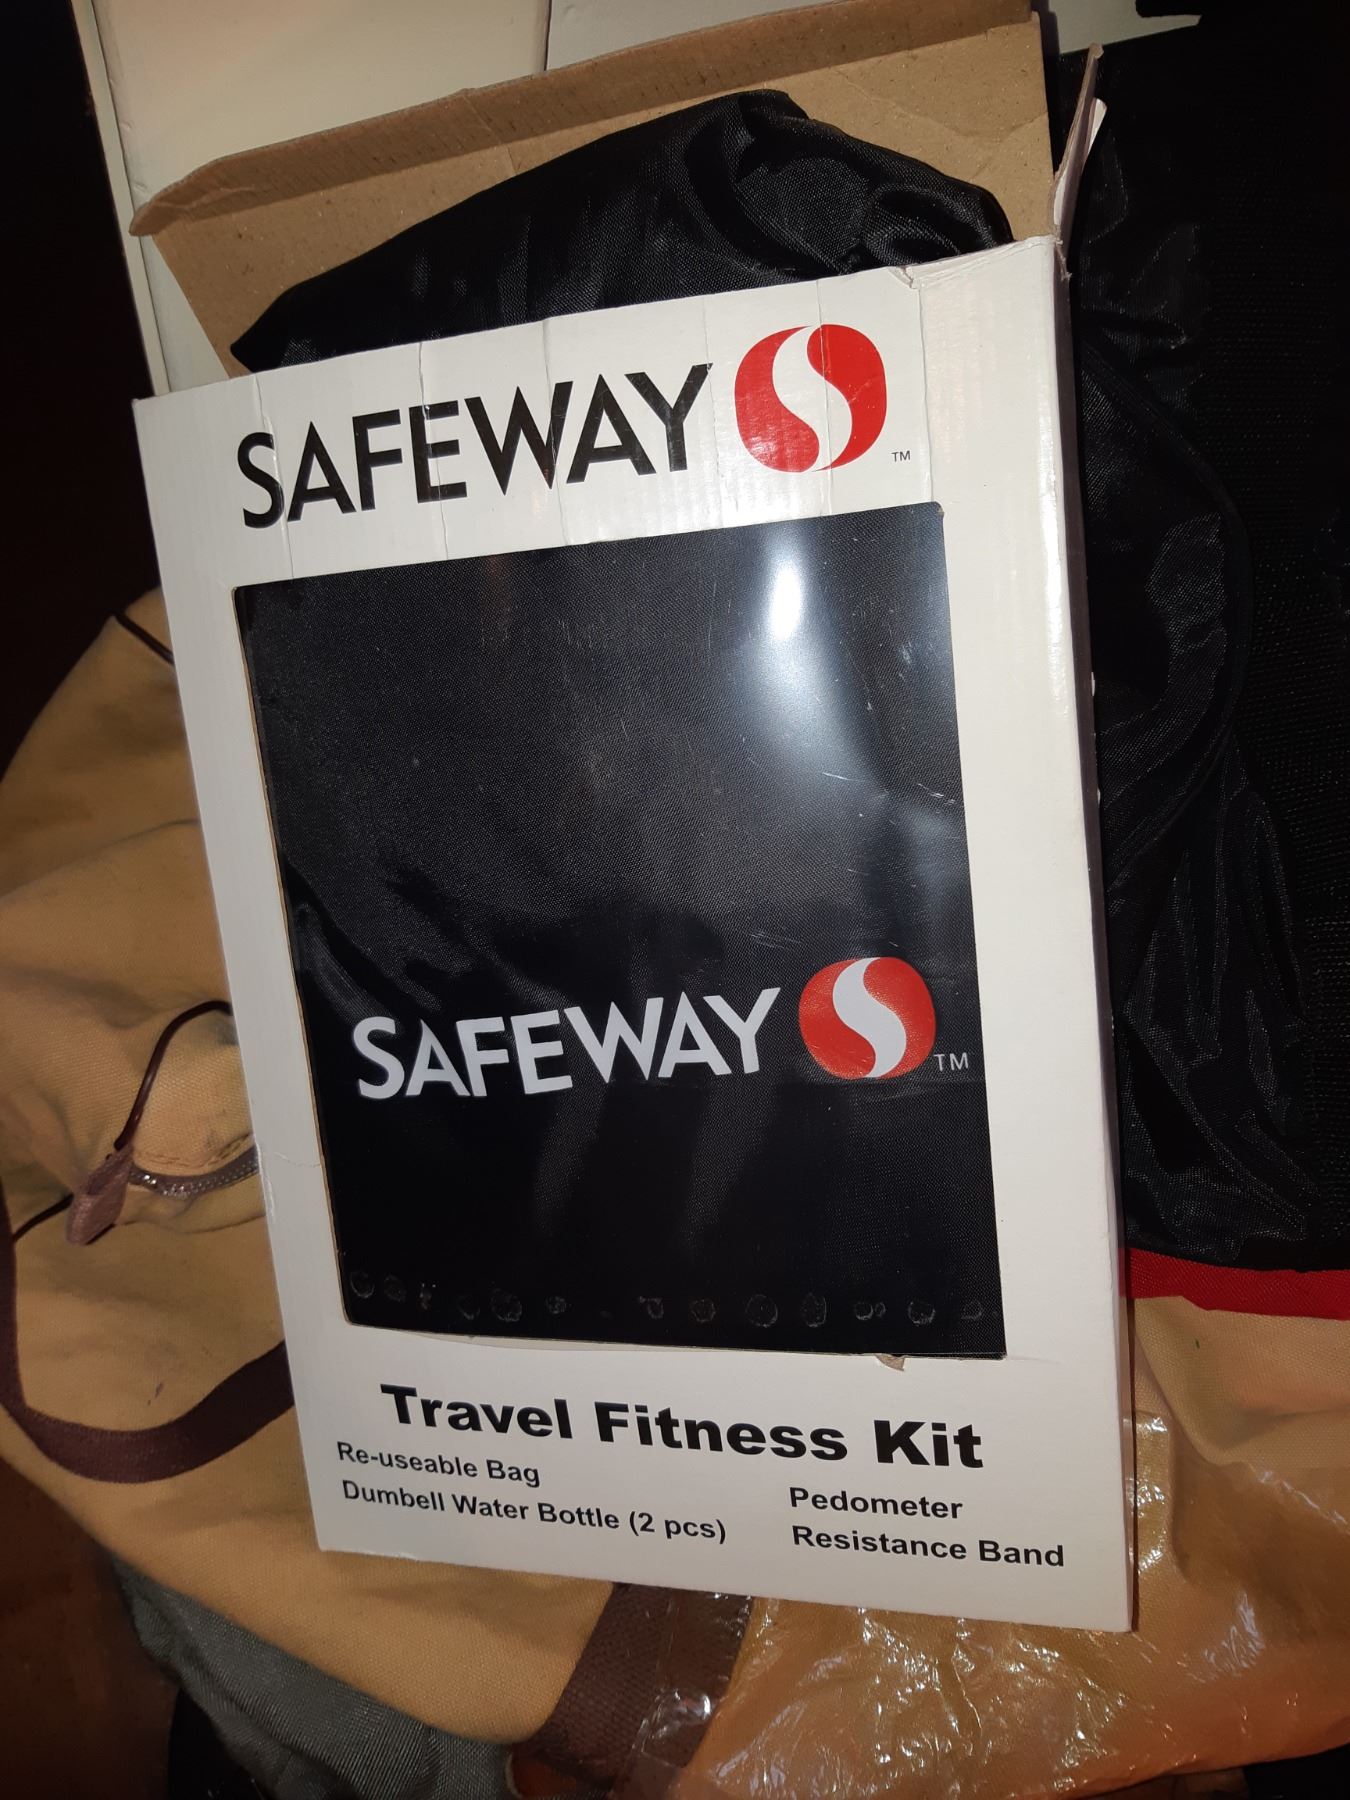 SAFEWAY TM
SAFEWAY TM
Travel Fitness Kit
Re-useable Bag
Dumbell Water Bottle (2 pcs)
Pedometer
Resistance Band